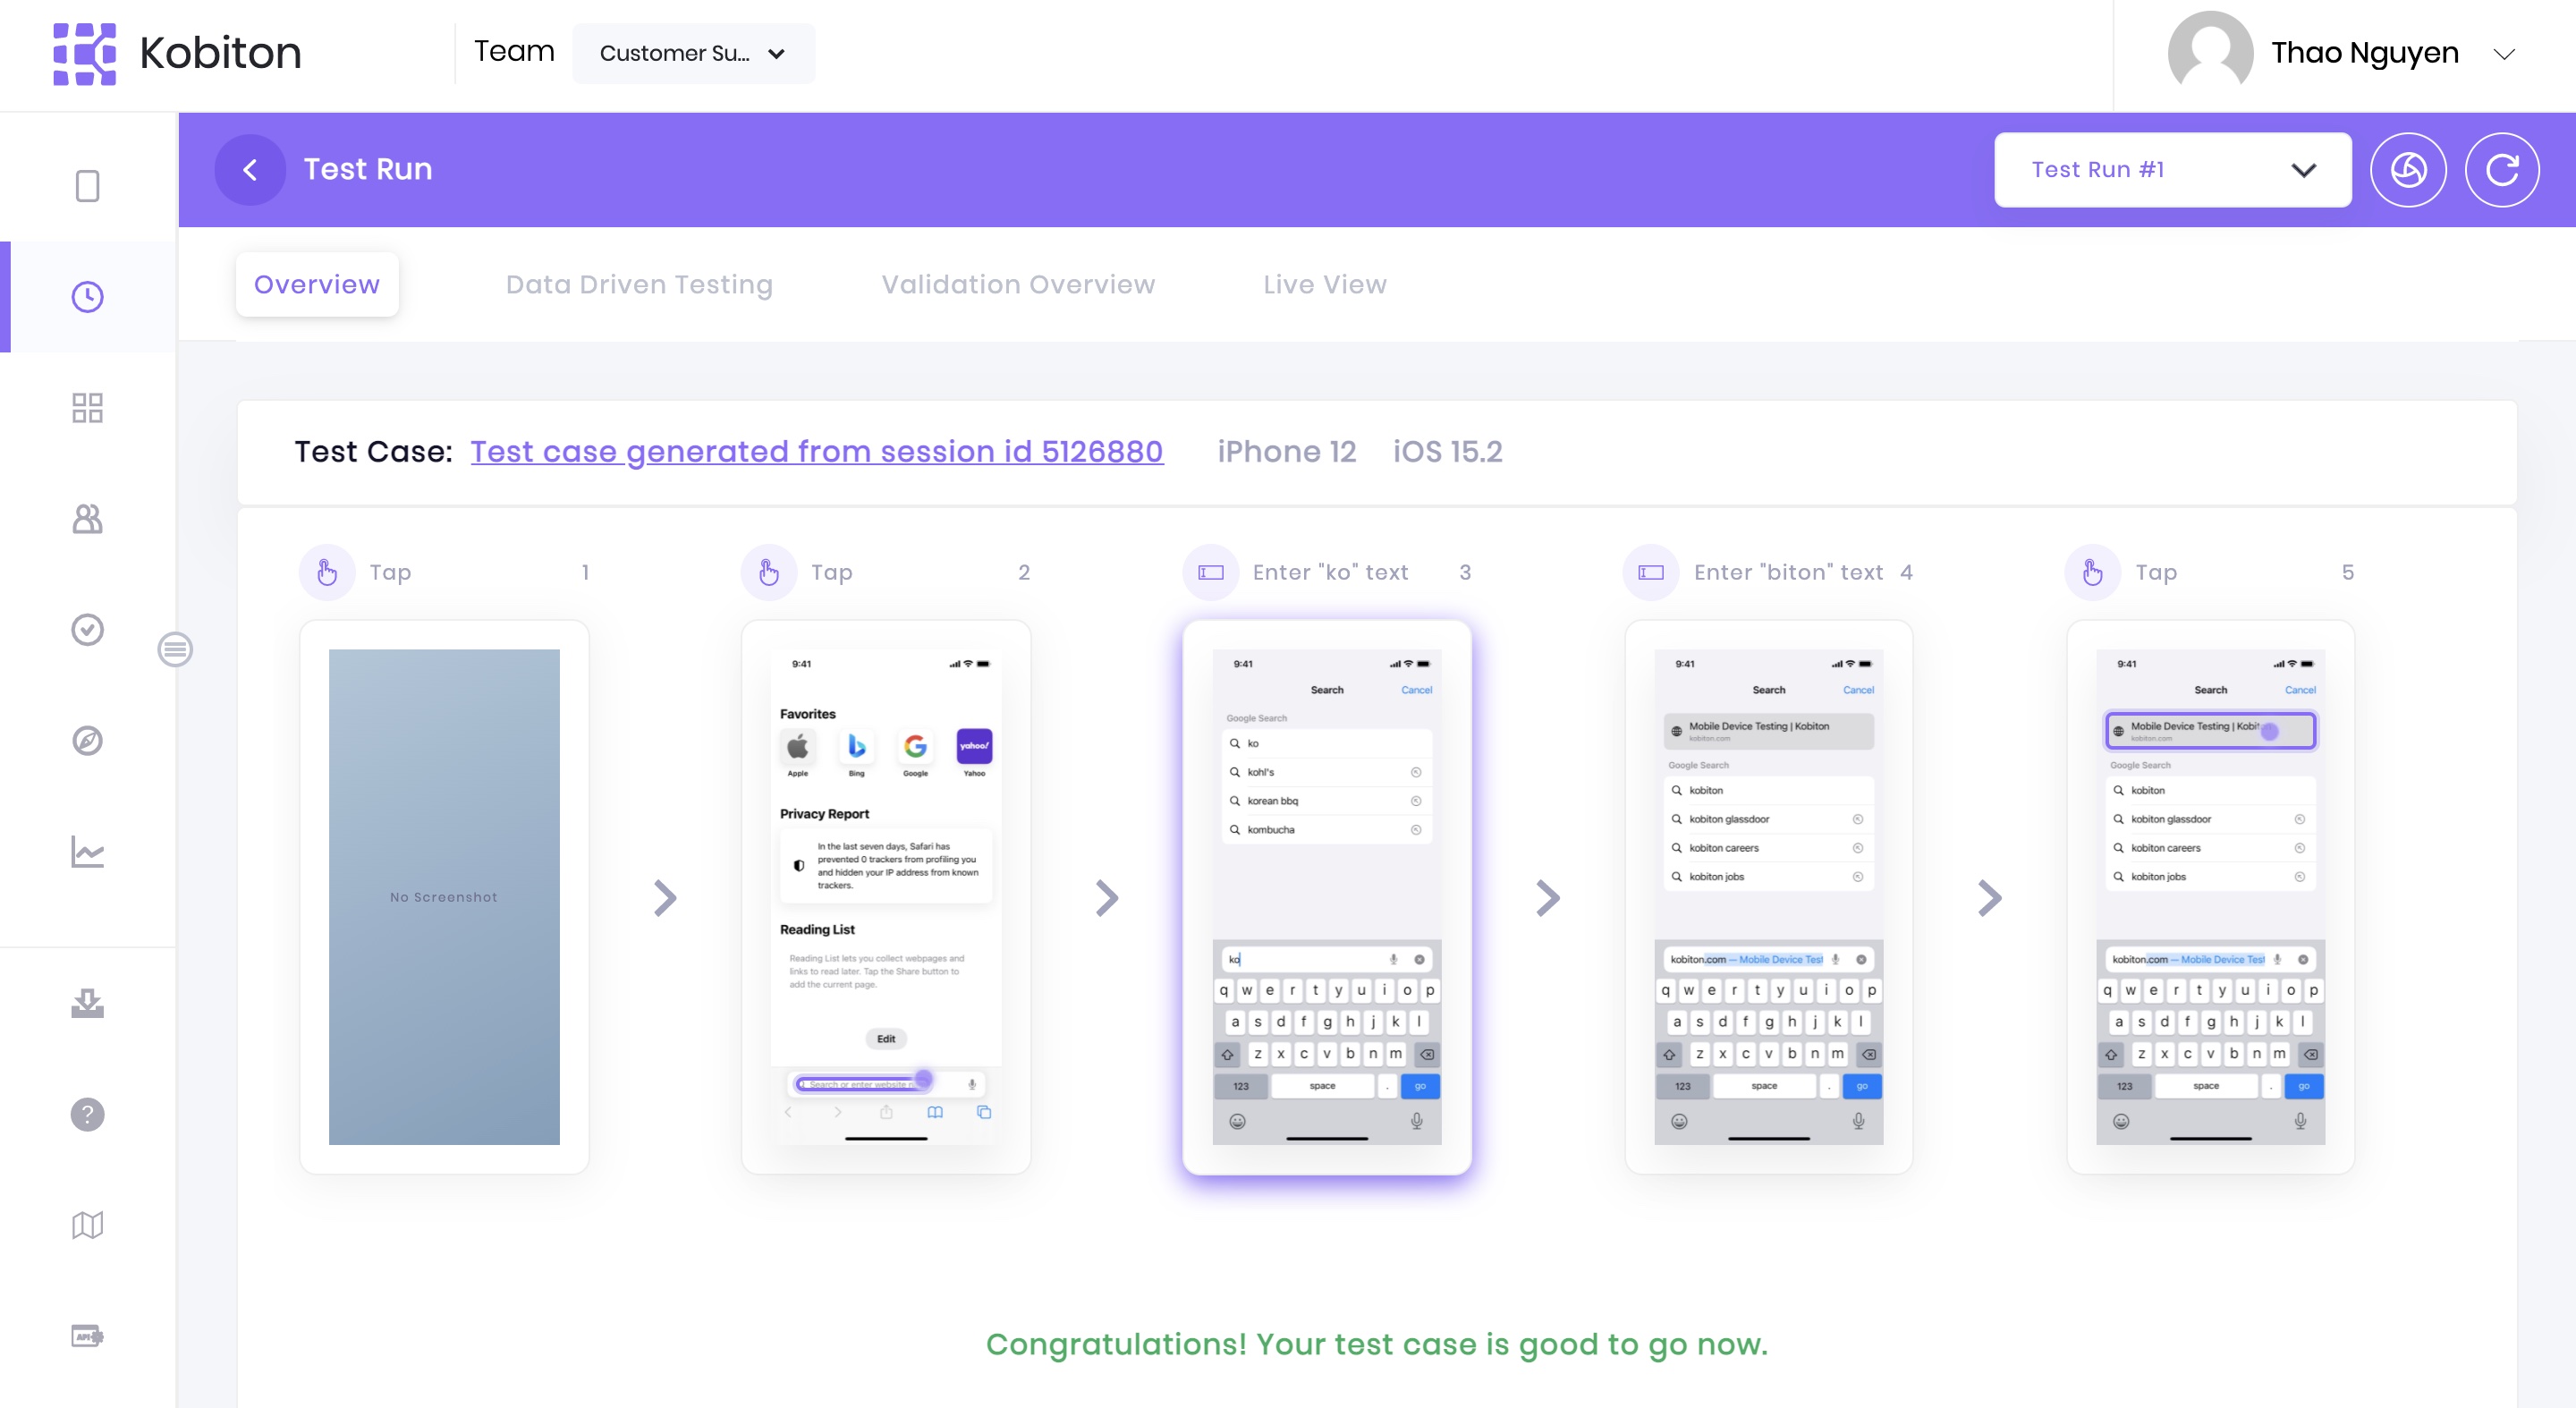 Kobiton
Team
Customer Su...
Thao Nguyen
Test Run
Test Run #1
Overview
Data Driven Testing
Validation Overview
Live View
Test Case: Test case generated from session id 5126880 iPhone 12 iOS 15.2
Tap 1
No Screenshot
Tap 2
9:41
Favorites
Apple
Bing
Google
yahoo!
Yahoo
Privacy Report
In the last seven days, Safari has
prevented 0 trackers from profiling you
and hidden your IP address from known
trackers.
Reading List
Reading List lets you collect webpages and
links to read later. Tap the Share button to
add the current page.
Edit
Search or enter website
Enter "ko" text 3
9:41
Search Cancel
Google Search
ko
kohl's
korean bbq
kombucha
ko
q w e r t y u i o p
a s d f g h j k l
z x c v b n m
123 space . go
Enter "biton" text 4
9:41
Search Cancel
Mobile Device Testing | Kobiton
kobiton.com
Google Search
kobiton
kobiton glassdoor
kobiton careers
kobiton jobs
kobiton.com — Mobile Device Test
q w e r t y u i o p
a s d f g h j k l
z x c v b n m
123 space . go
Tap 5
9:41
Search Cancel
Mobile Device Testing | Kobit
kobiton.com
Google Search
kobiton
kobiton glassdoor
kobiton careers
kobiton jobs
kobiton.com — Mobile Device Test
q w e r t y u i o p
a s d f g h j k l
z x c v b n m
123 space . go
?
API
Congratulations! Your test case is good to go now.